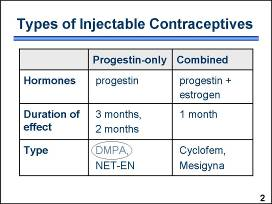 Types of Injectable Contraceptives
Progestin-only Combined
Hormones progestin progestin +
estrogen
Duration of 3 months, 1 month
effect 2 months
Type DMPA, Cyclofem,
NET-EN Mesigyna
2